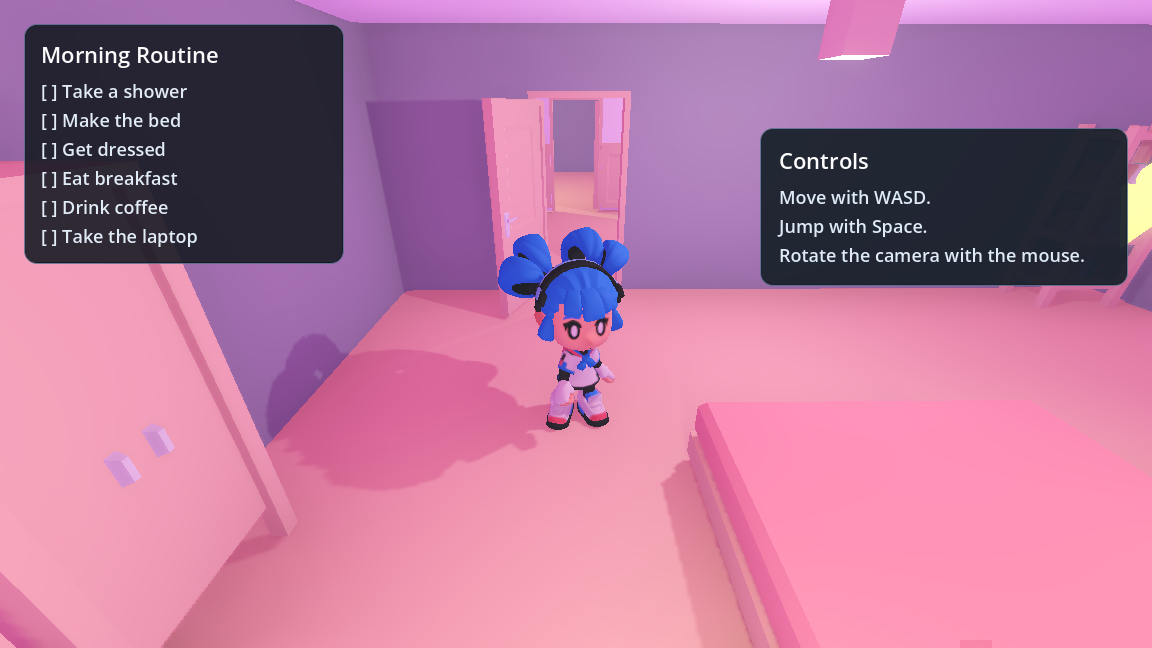 Morning Routine
[ ] Take a shower
[ ] Make the bed
[ ] Get dressed
[ ] Eat breakfast
[ ] Drink coffee
[ ] Take the laptop
Controls
Move with WASD.
Jump with Space.
Rotate the camera with the mouse.